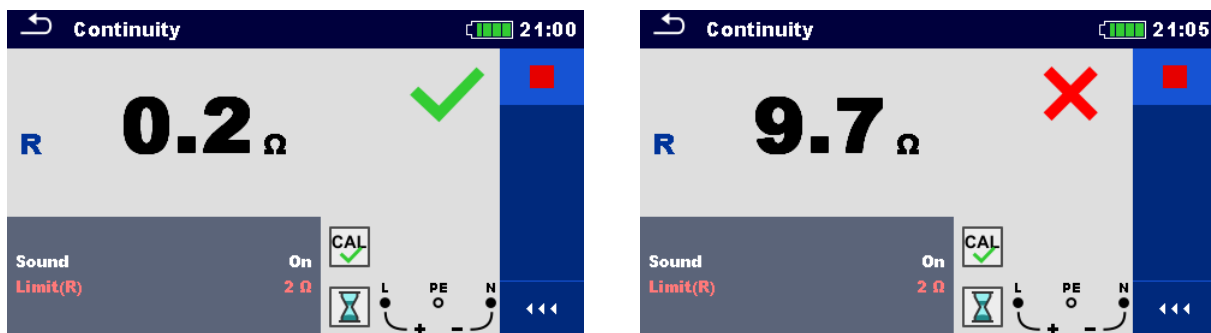 Continuity 21:00
R 0.2 Ω
CAL
Sound On
Limit(R) 2 Ω
L PE N
+ -
Continuity 21:05
R 9.7 Ω
CAL
Sound On
Limit(R) 2 Ω
L PE N
+ -